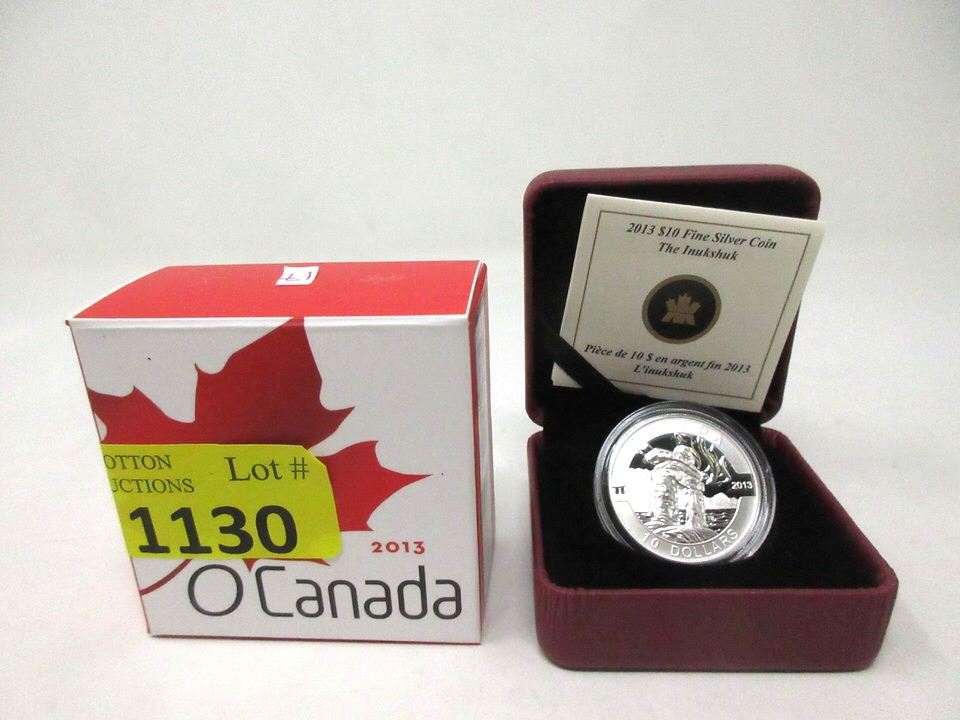 OTTON
UCTIONS
Lot #
1130
2013
O Canada
2013 $10 Fine Silver Coin
The Inukshuk
Pièce de 10 $ en argent fin 2013
L'inukshuk
2013
10 DOLLARS